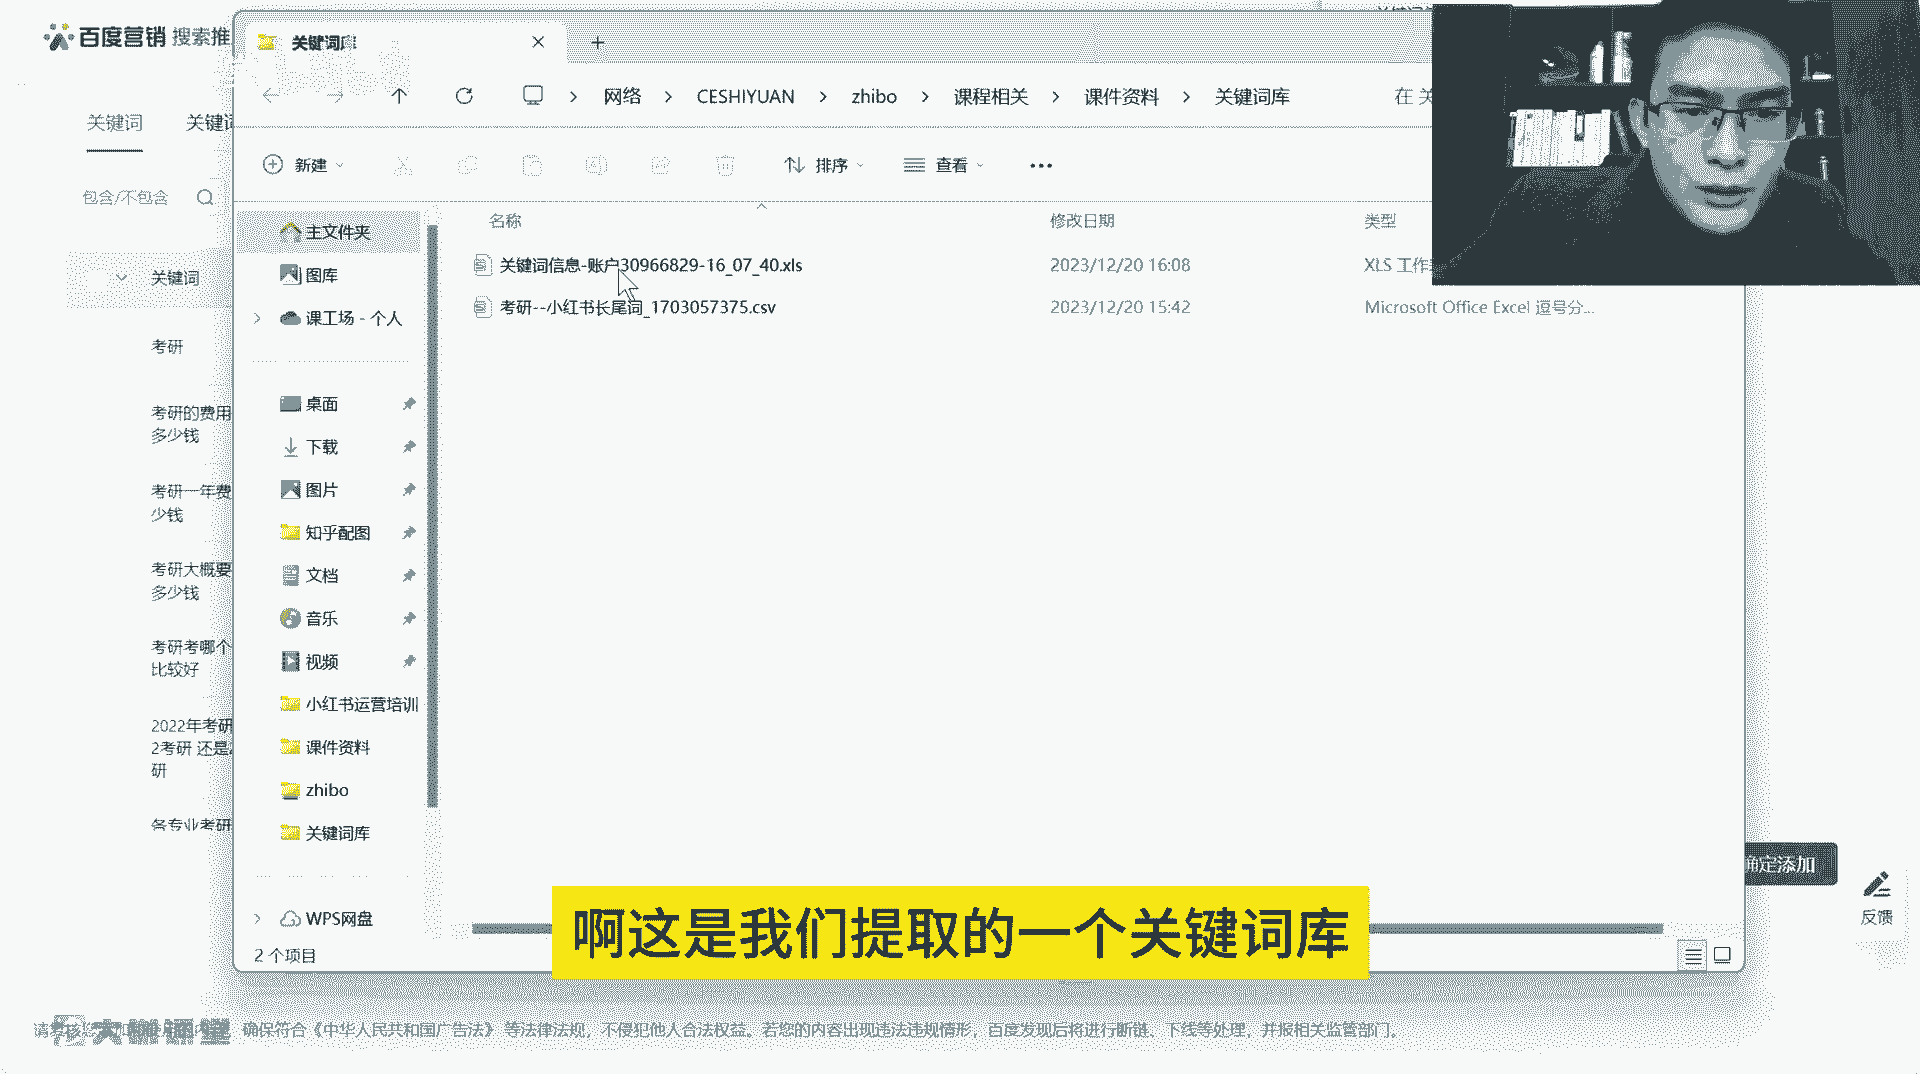 百度营销 搜索推
关键词库
网络 CESHIYUAN zhibo 课程相关 课件资料 关键词库
在 关
关键词
包含/不包含
新建
排序
查看
名称
修改日期
类型
主文件夹
图库
课工场 - 个人
桌面
下载
图片
知乎配图
文档
音乐
视频
小红书运营培训
课件资料
zhibo
关键词库
WPS网盘
2 个项目
关键词信息-账户30966829-16_07_40.xls
2023/12/20 16:08
XLS 工作
考研--小红书长尾词_1703057375.csv
2023/12/20 15:42
Microsoft Office Excel 逗号分...
关键词
考研
考研的费用
多少钱
考研一年费
少钱
考研大概要
多少钱
考研考哪个
比较好
2022年考研
2考研 还是
研
各专业考研
确定添加
反馈
啊这是我们提取的一个关键词库
大咖课堂
确保符合《中华人民共和国广告法》 等法律法规，不侵犯他人合法权益。若您的内容出现违法违规情形，百度发现后将进行断链、下线等处理，并报相关监管部门。